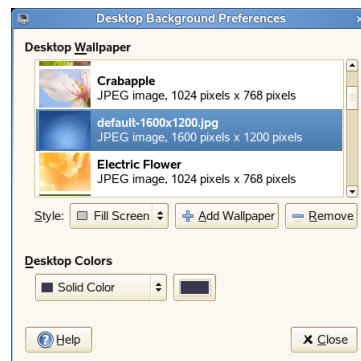 Desktop Background Preferences
Desktop Wallpaper
Crabapple
JPEG image, 1024 pixels x 768 pixels
default-1600x1200.jpg
JPEG image, 1600 pixels x 1200 pixels
Electric Flower
JPEG image, 1024 pixels x 768 pixels
Style: Fill Screen Add Wallpaper Remove
Desktop Colors
Solid Color
Help Close